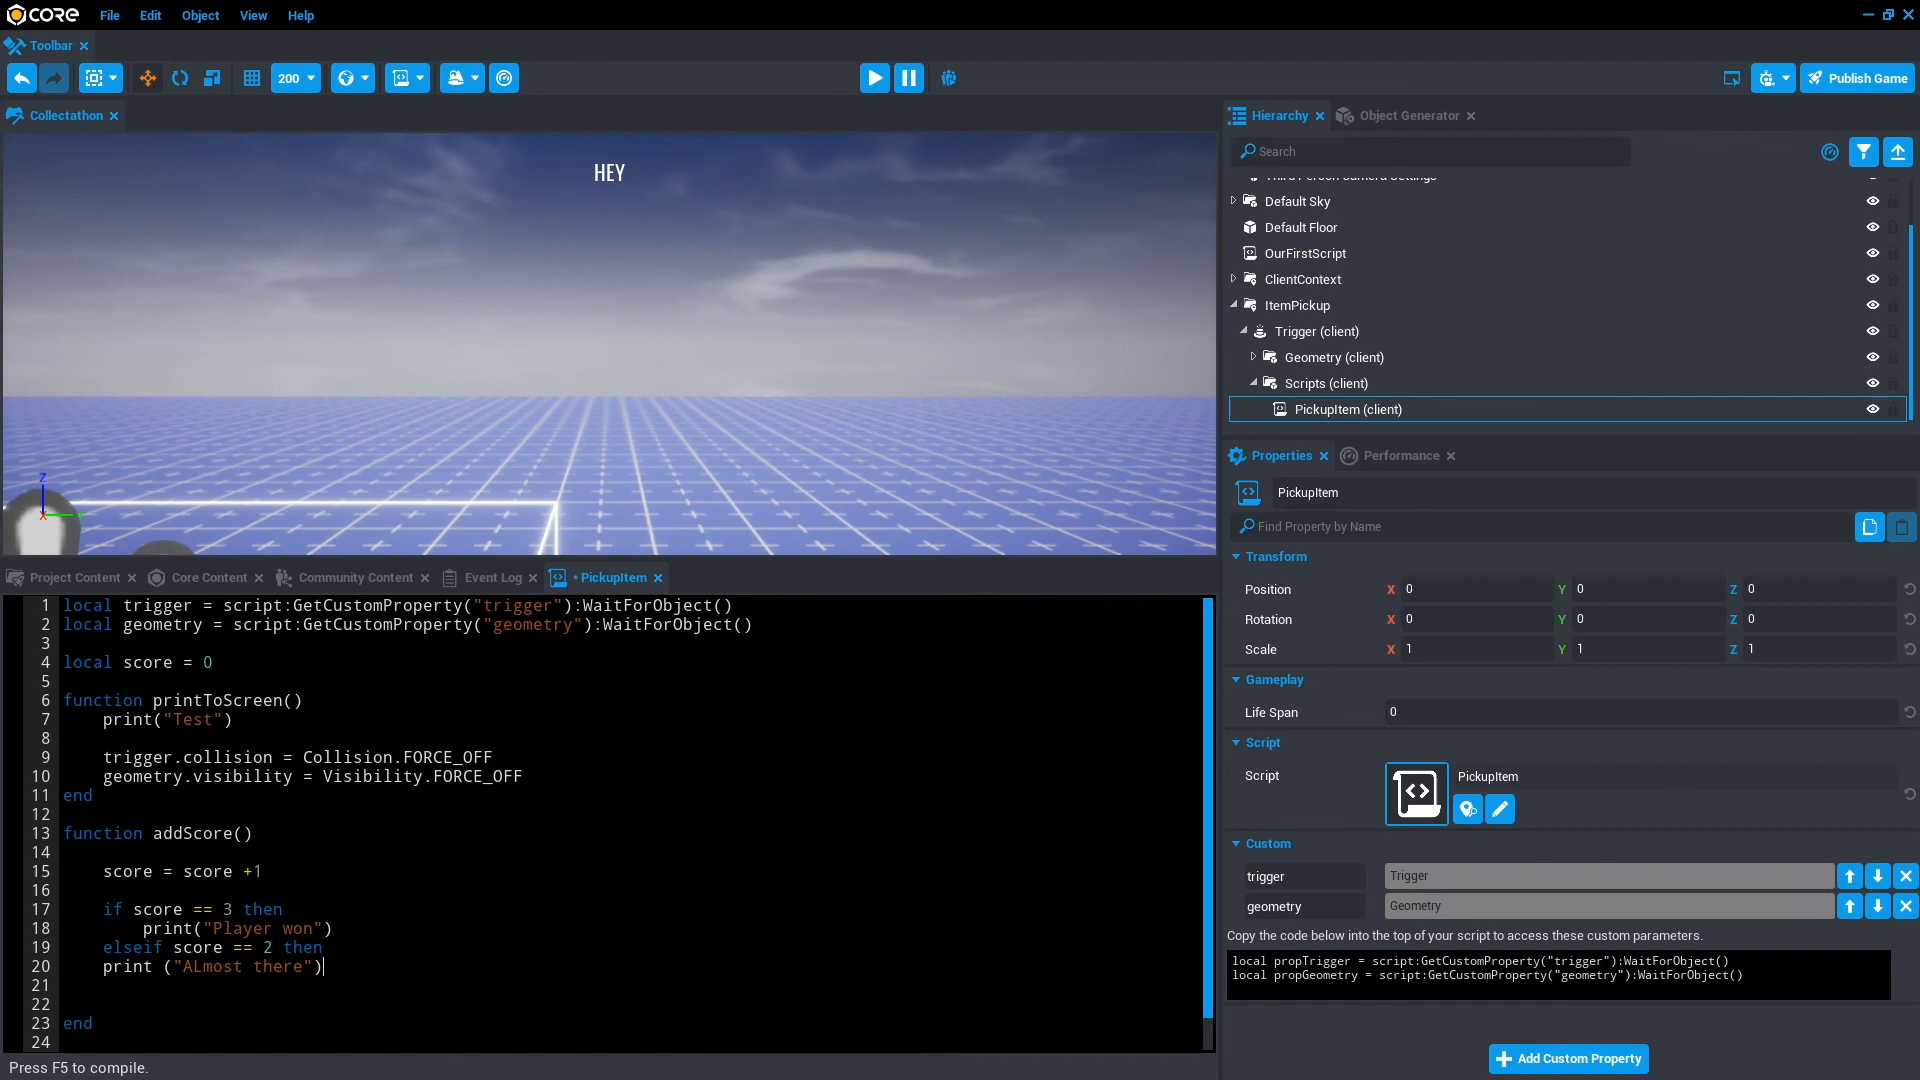 CORE File Edit Object View Help
Toolbar
200
Publish Game
Collectathon
HEY
Z
X
Hierarchy
Object Generator
Search
Third Person Camera Settings
Default Sky
Default Floor
OurFirstScript
ClientContext
ItemPickup
Trigger (client)
Geometry (client)
Scripts (client)
PickupItem (client)
Properties
Performance
PickupItem
Find Property by Name
Transform
Position X 0 Y 0 Z 0
Rotation X 0 Y 0 Z 0
Scale X 1 Y 1 Z 1
Gameplay
Life Span 0
Script
Script PickupItem
Custom
trigger Trigger
geometry Geometry
Copy the code below into the top of your script to access these custom parameters.
local propTrigger = script:GetCustomProperty("trigger"):WaitForObject()
local propGeometry = script:GetCustomProperty("geometry"):WaitForObject()
Add Custom Property
Project Content
Core Content
Community Content
Event Log
* PickupItem
1 local trigger = script:GetCustomProperty("trigger"):WaitForObject()
2 local geometry = script:GetCustomProperty("geometry"):WaitForObject()
3
4 local score = 0
5
6 function printToScreen()
7 print("Test")
8
9 trigger.collision = Collision.FORCE_OFF
10 geometry.visibility = Visibility.FORCE_OFF
11 end
12
13 function addScore()
14
15 score = score +1
16
17 if score == 3 then
18 print("Player won")
19 elseif score == 2 then
20 print ("ALmost there")
21
22
23 end
24
Press F5 to compile.